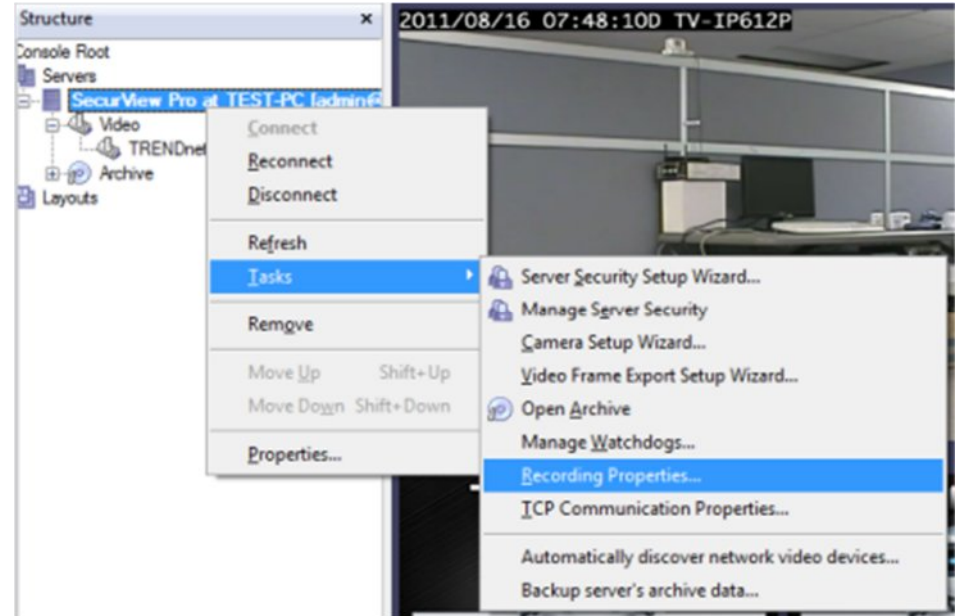 Structure ×
2011/08/16 07:48:10D TV-IP612P
Console Root
Servers
SecurView Pro at TEST-PC [admin@
Video
TRENDnet
Archive
Layouts
Connect
Reconnect
Disconnect
Refresh
Tasks
Remove
Move Up Shift+Up
Move Down Shift+Down
Properties...
Server Security Setup Wizard...
Manage Server Security
Camera Setup Wizard...
Video Frame Export Setup Wizard...
Open Archive
Manage Watchdogs...
Recording Properties...
TCP Communication Properties...
Automatically discover network video devices...
Backup server's archive data...